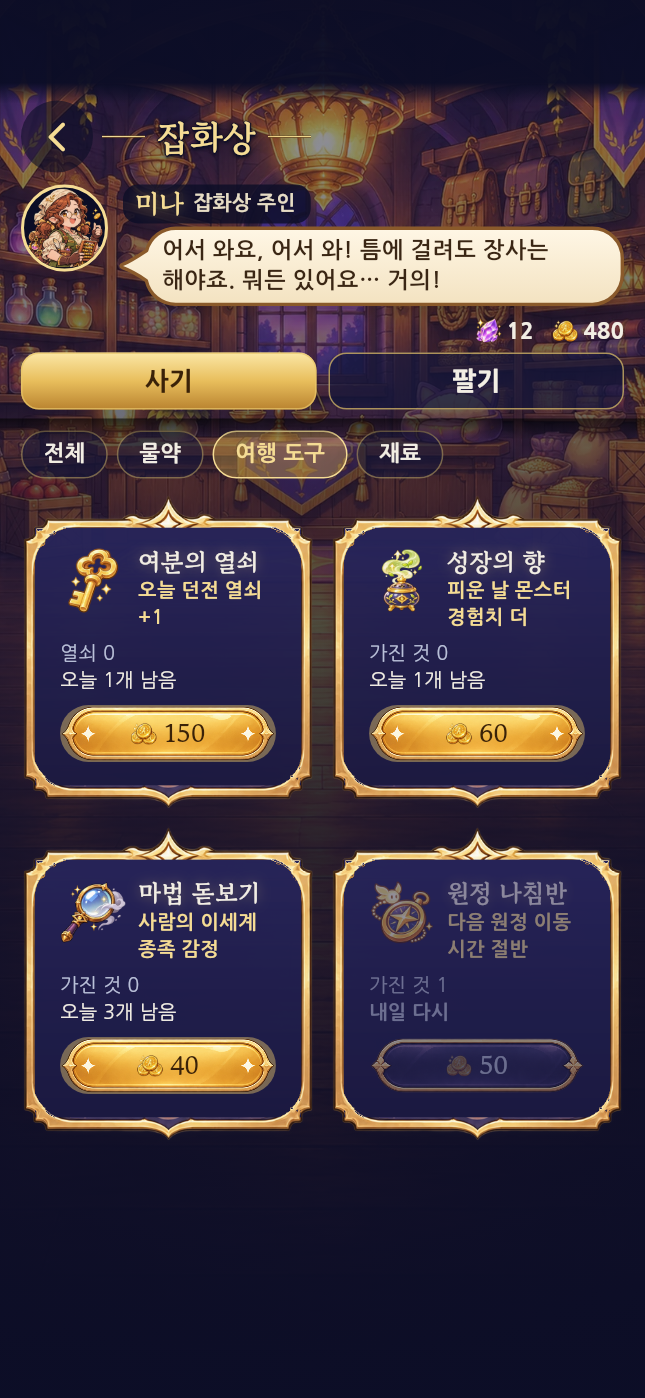 잡화상
미나 잡화상 주인
어서 와요, 어서 와! 틈에 걸려도 장사는
해야죠. 뭐든 있어요… 거의!
12 480
사기 팔기
전체 물약 여행 도구 재료
여분의 열쇠
오늘 던전 열쇠
+1
열쇠 0
오늘 1개 남음
150
성장의 향
피운 날 몬스터
경험치 더
가진 것 0
오늘 1개 남음
60
마법 돋보기
사람의 이세계
종족 감정
가진 것 0
오늘 3개 남음
40
원정 나침반
다음 원정 이동
시간 절반
가진 것 1
내일 다시
50